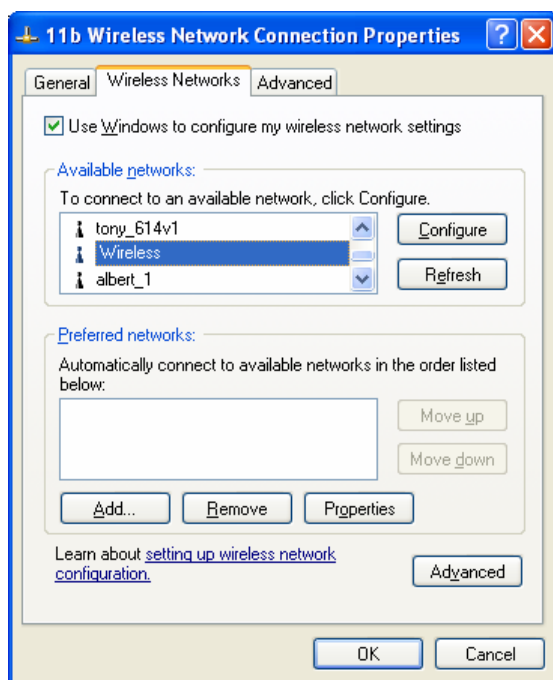 11b Wireless Network Connection Properties
General Wireless Networks Advanced
Use Windows to configure my wireless network settings
Available networks:
To connect to an available network, click Configure.
tony_614v1
Wireless
albert_1
Configure
Refresh
Preferred networks:
Automatically connect to available networks in the order listed
below:
Move up
Move down
Add... Remove Properties
Learn about setting up wireless network
configuration.
Advanced
OK Cancel